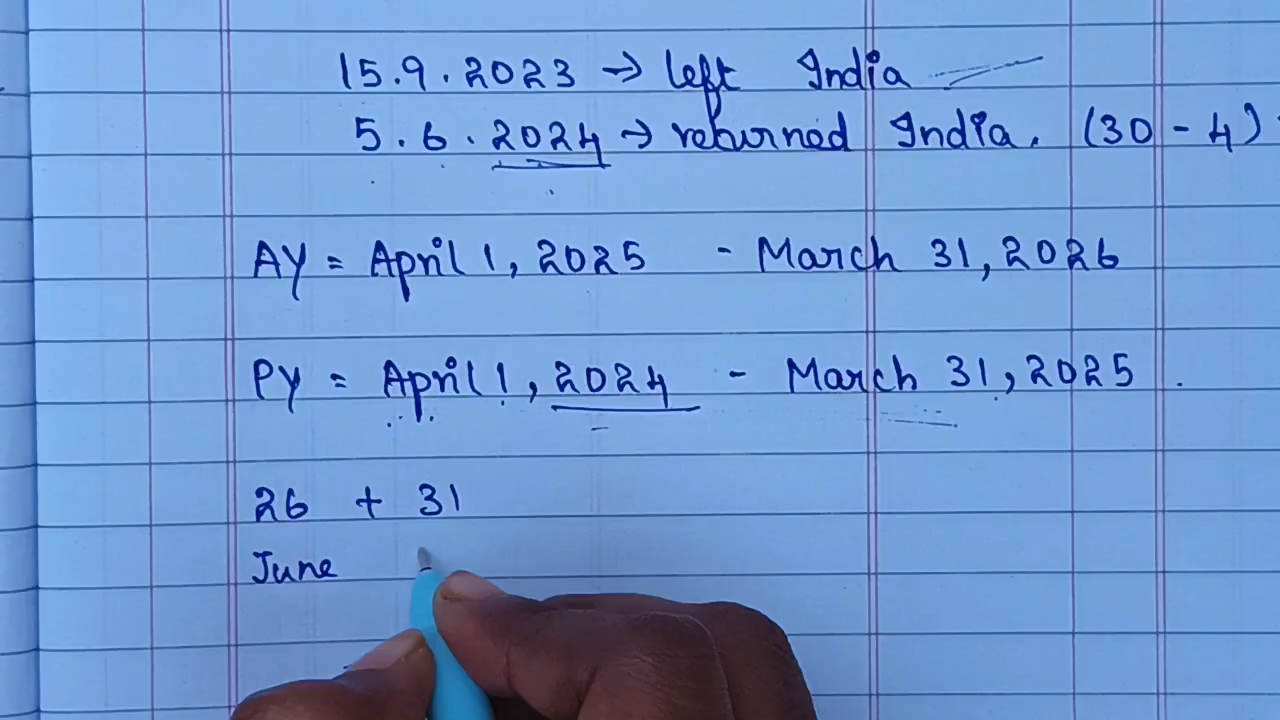 15.9.2023 → left India
5.6.2024 → returned India. (30-4)
AY = April 1, 2025 - March 31, 2026
PY = April 1, 2024 - March 31, 2025.
26 + 31
June